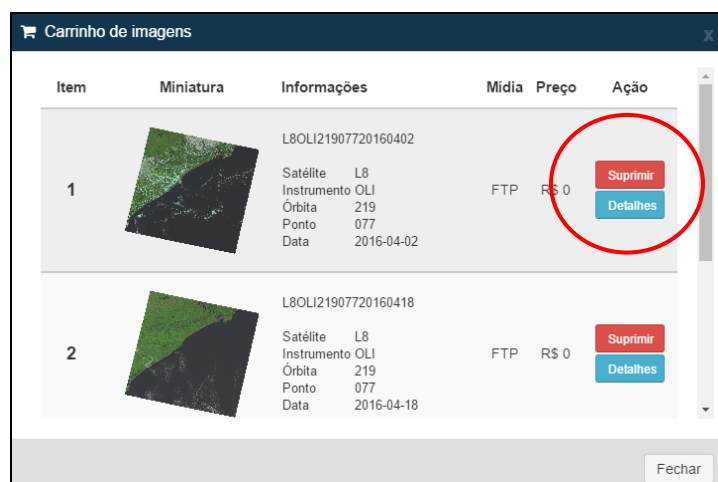 Carrinho de imagens x
Item Miniatura Informações Mídia Preço Ação
L8OLI21907720160402
1
Satélite L8
Instrumento OLI
Órbita 219
Ponto 077
Data 2016-04-02
FTP R$ 0
Suprimir
Detalhes
L8OLI21907720160418
2
Satélite L8
Instrumento OLI
Órbita 219
Ponto 077
Data 2016-04-18
FTP R$ 0
Suprimir
Detalhes
Fechar